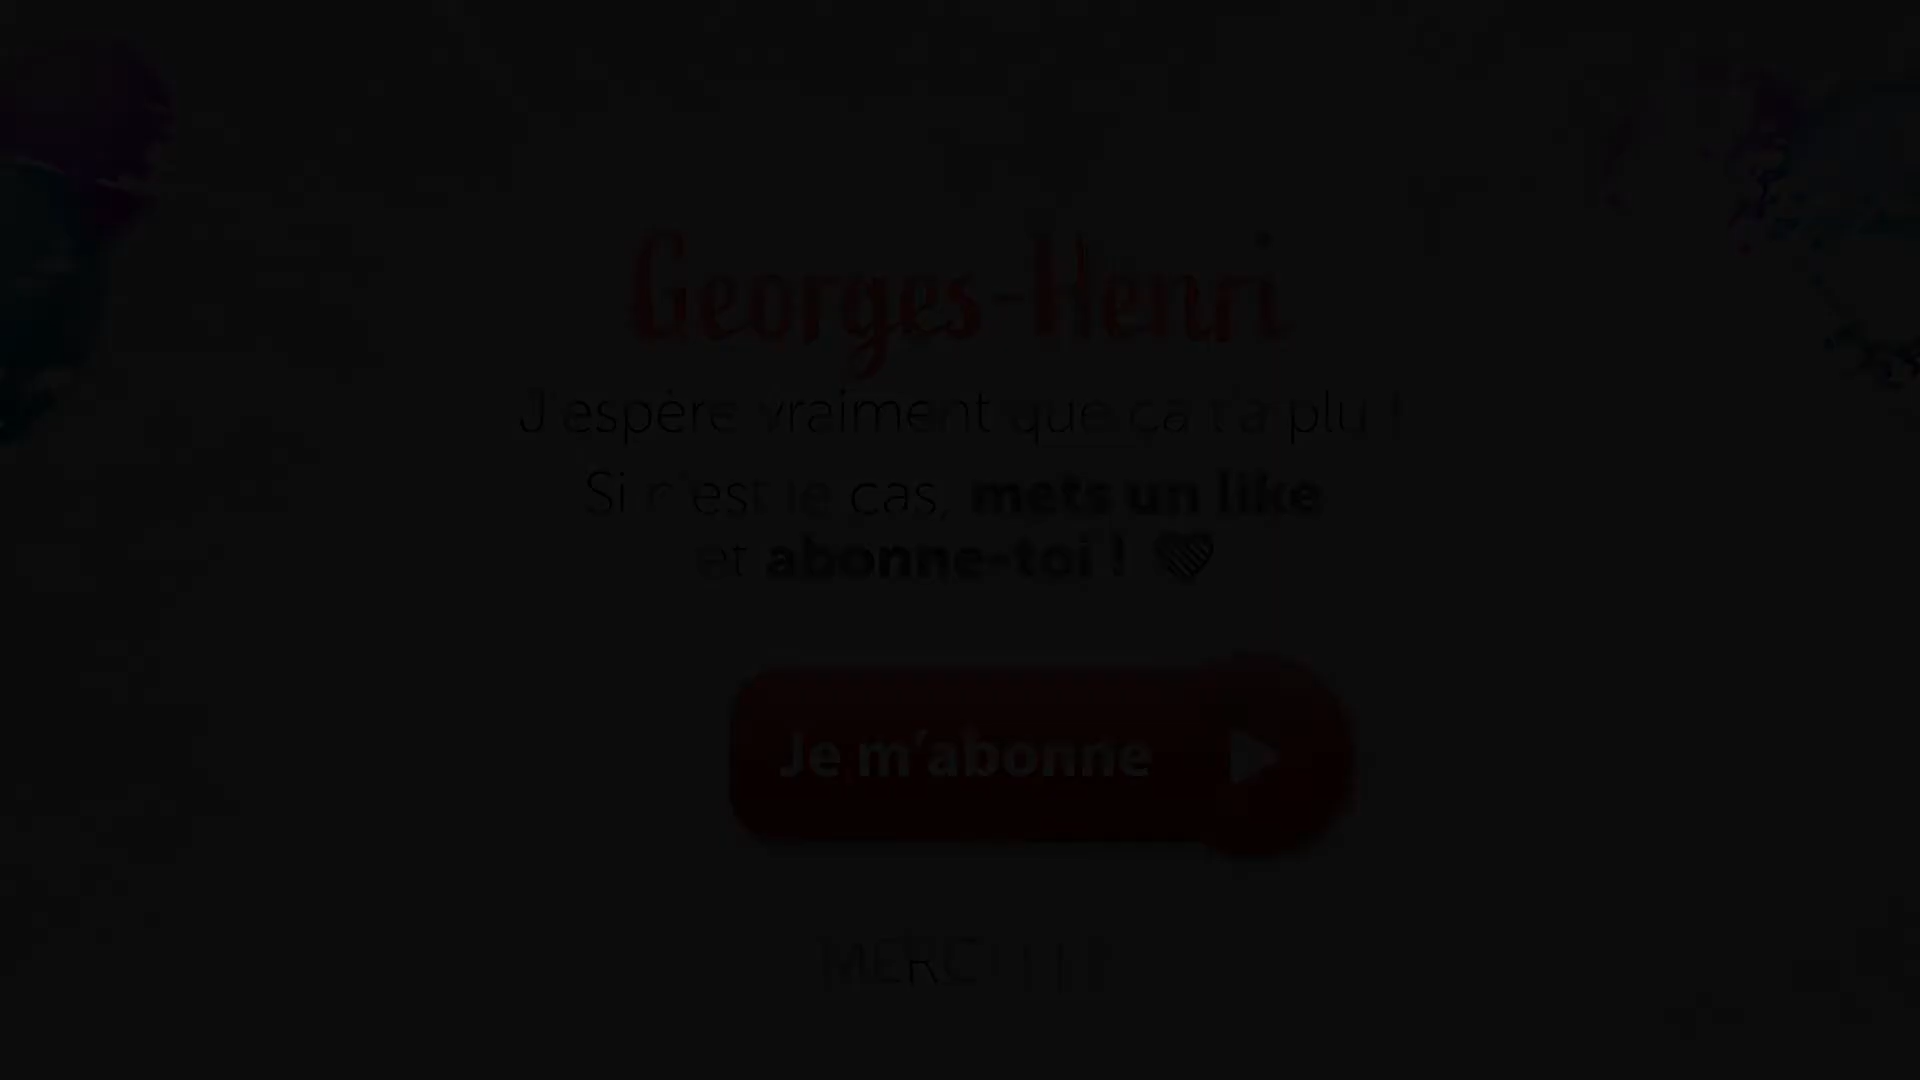 Georges-Henri
J'espère vraiment que ça t'a plu !
Si c'est le cas, mets un like
et abonne-toi !
Je m'abonne
MERCI ! ! !